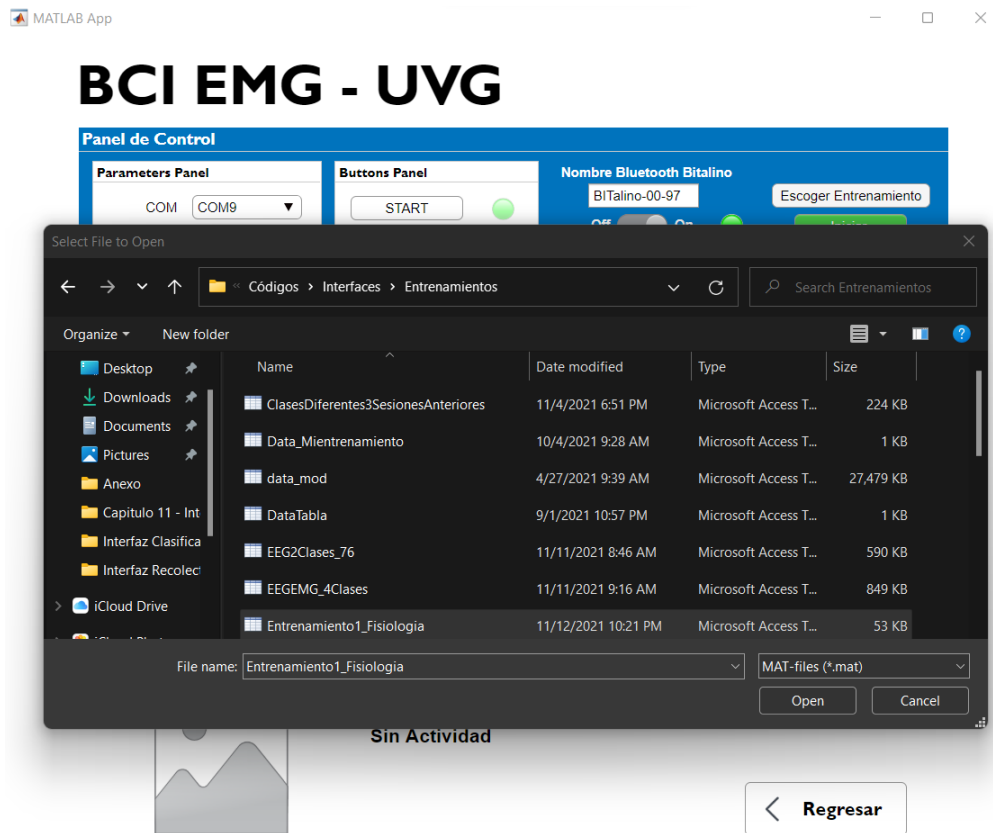 MATLAB App
BCI EMG - UVG
Panel de Control
Parameters Panel
COM COM9
Buttons Panel
START
Nombre Bluetooth Bitalino
BITalino-00-97
Off On
Escoger Entrenamiento
Iniciar
Select File to Open
« Códigos › Interfaces › Entrenamientos
Search Entrenamientos
Organize New folder
Desktop
Downloads
Documents
Pictures
Anexo
Capitulo 11 - Int
Interfaz Clasifica
Interfaz Recolec
iCloud Drive
Name Date modified Type Size
ClasesDiferentes3SesionesAnteriores 11/4/2021 6:51 PM Microsoft Access T... 224 KB
Data_Mientrenamiento 10/4/2021 9:28 AM Microsoft Access T... 1 KB
data_mod 4/27/2021 9:39 AM Microsoft Access T... 27,479 KB
DataTabla 9/1/2021 10:57 PM Microsoft Access T... 1 KB
EEG2Clases_76 11/11/2021 8:46 AM Microsoft Access T... 590 KB
EEGEMG_4Clases 11/11/2021 9:16 AM Microsoft Access T... 849 KB
Entrenamiento1_Fisiologia 11/12/2021 10:21 PM Microsoft Access T... 53 KB
File name: Entrenamiento1_Fisiologia MAT-files (*.mat)
Open Cancel
Sin Actividad
Regresar